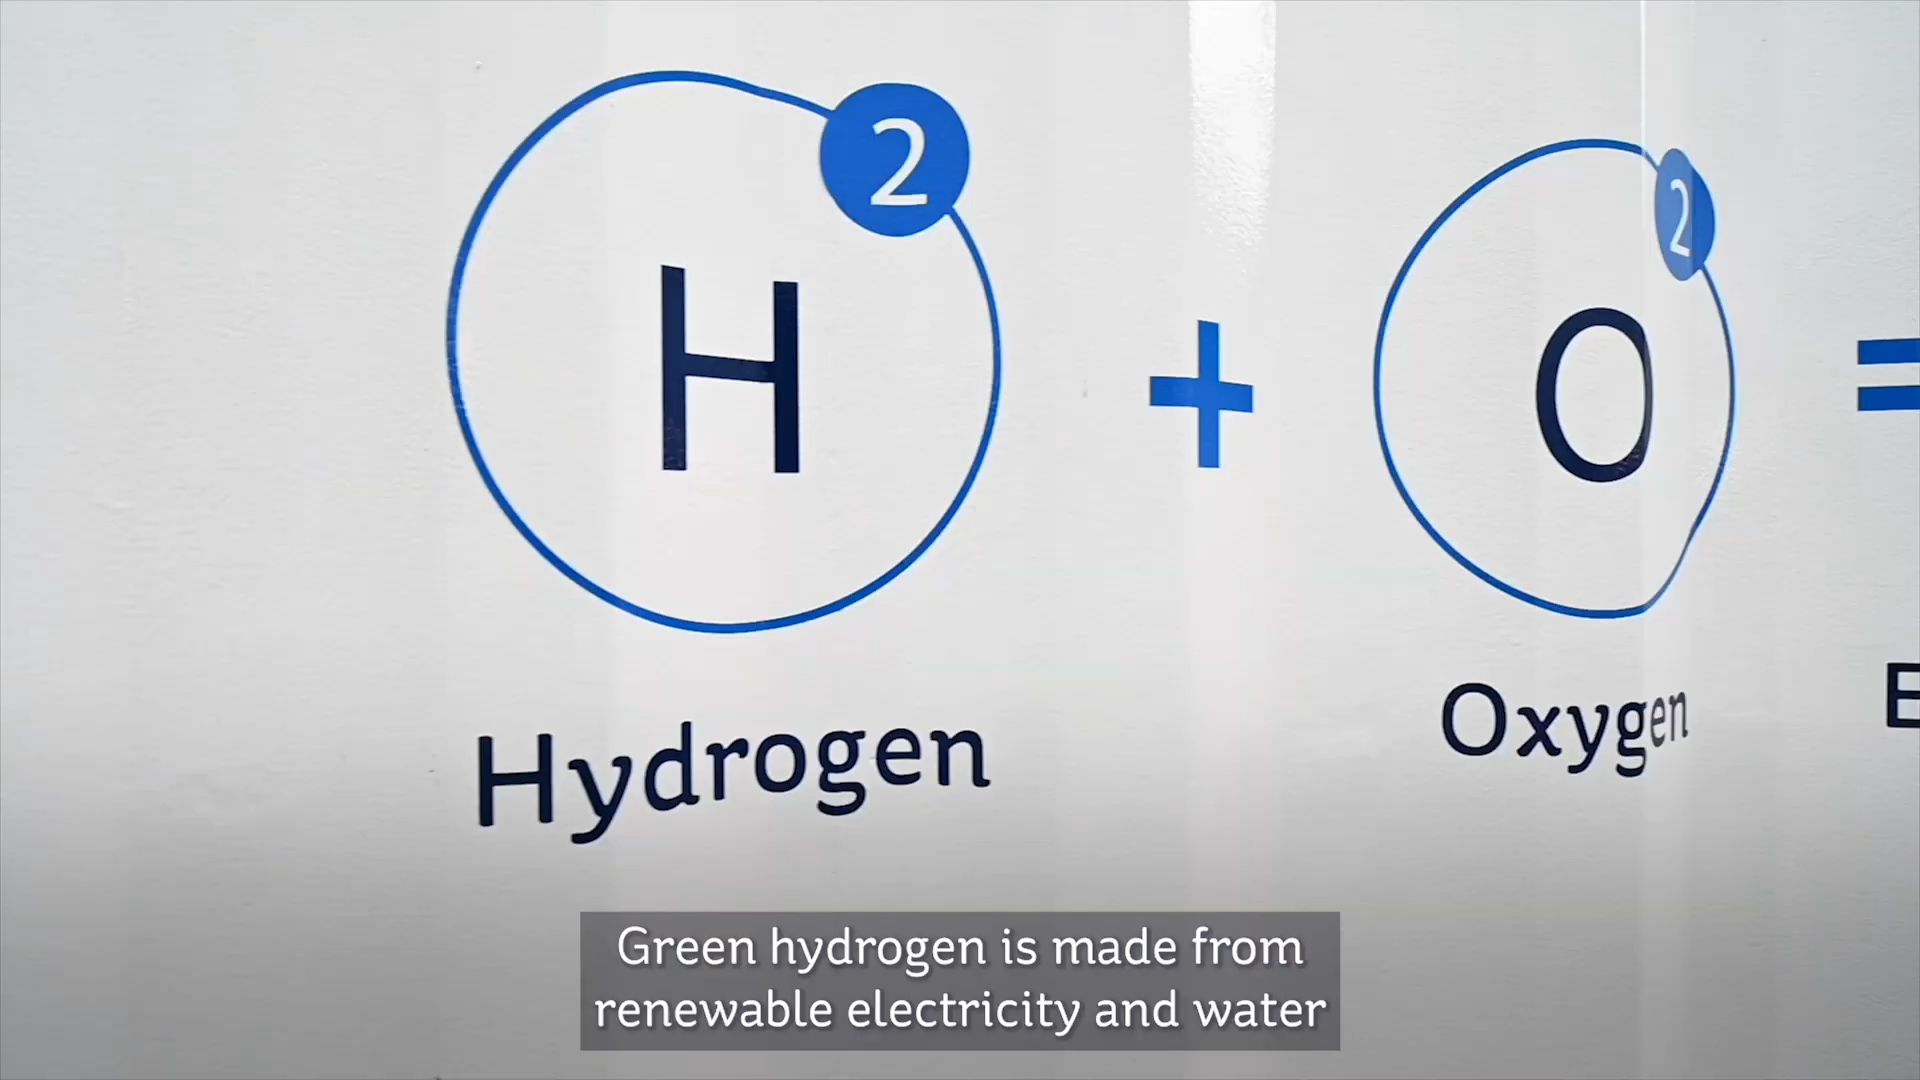 2 2
H + O =
Hydrogen Oxygen E
Green hydrogen is made from
renewable electricity and water